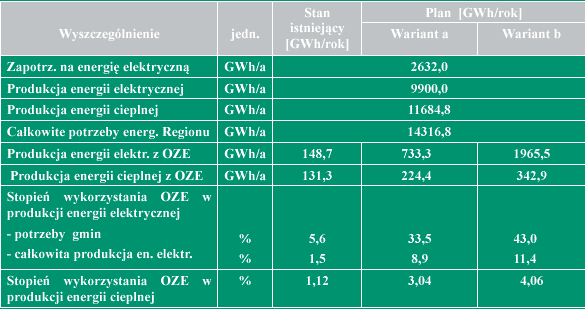 Wyszczególnienie jedn. Stan istniejący [GWh/rok] Plan [GWh/rok]
Wariant a Wariant b
Zapotrz. na energię elektryczną GWh/a 2632,0
Produkcja energii elektrycznej GWh/a 9900,0
Produkcja energii cieplnej GWh/a 11684,8
Całkowite potrzeby energ. Regionu GWh/a 14316,8
Produkcja energii elektr. z OZE GWh/a 148,7 733,3 1965,5
Produkcja energii cieplnej z OZE GWh/a 131,3 224,4 342,9
Stopień wykorzystania OZE w
produkcji energii elektrycznej
- potrzeby gmin % 5,6 33,5 43,0
- całkowita produkcja en. elektr. % 1,5 8,9 11,4
Stopień wykorzystania OZE w % 1,12 3,04 4,06
produkcji energii cieplnej